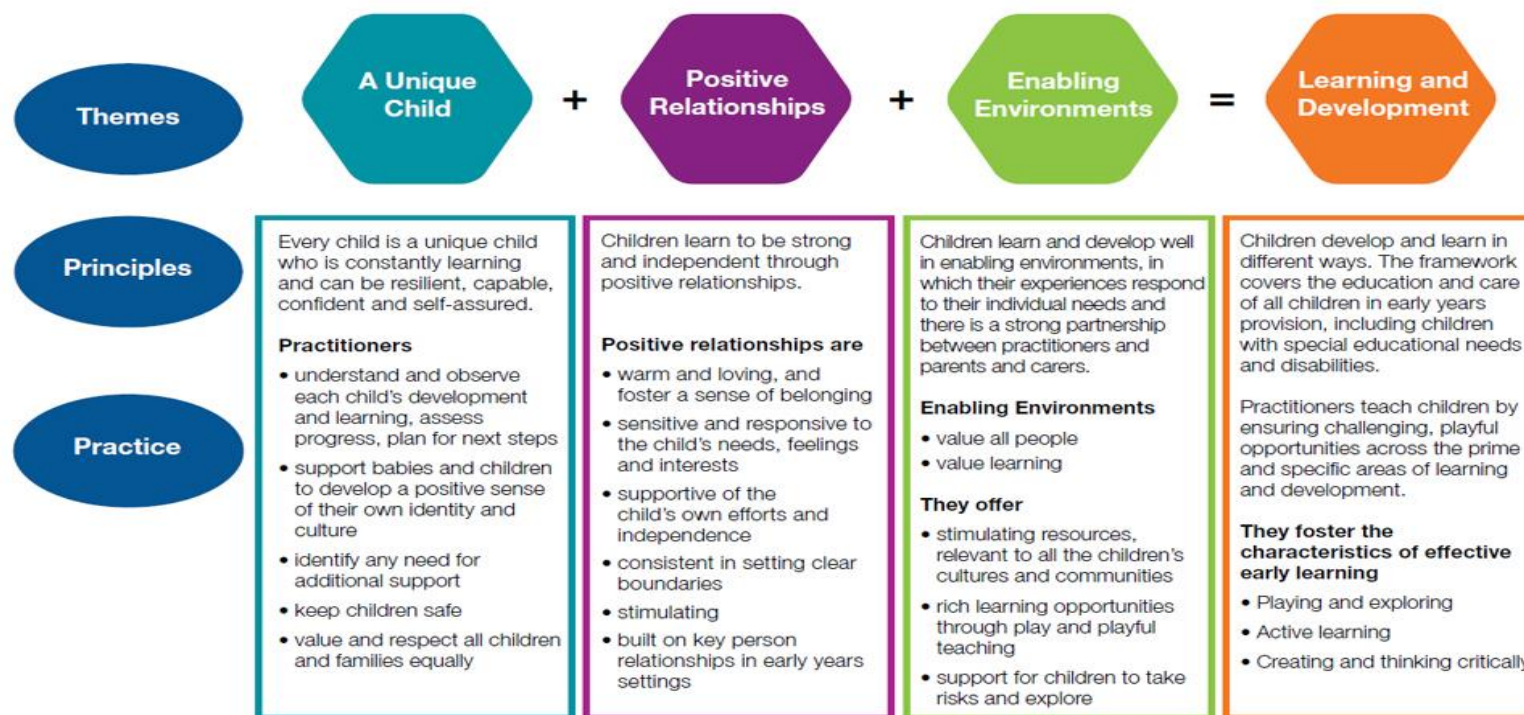 Themes
A Unique
Child
+
Positive
Relationships
+
Enabling
Environments
=
Learning and
Development
Principles
Practice
Every child is a unique child
who is constantly learning
and can be resilient, capable,
confident and self-assured.
Practitioners
• understand and observe
each child's development
and learning, assess
progress, plan for next steps
• support babies and children
to develop a positive sense
of their own identity and
culture
• identify any need for
additional support
• keep children safe
• value and respect all children
and families equally
Children learn to be strong
and independent through
positive relationships.
Positive relationships are
• warm and loving, and
foster a sense of belonging
• sensitive and responsive to
the child's needs, feelings
and interests
• supportive of the
child's own efforts and
independence
• consistent in setting clear
boundaries
• stimulating
• built on key person
relationships in early years
settings
Children learn and develop well
in enabling environments, in
which their experiences respond
to their individual needs and
there is a strong partnership
between practitioners and
parents and carers.
Enabling Environments
• value all people
• value learning
They offer
• stimulating resources,
relevant to all the children's
cultures and communities
• rich learning opportunities
through play and playful
teaching
• support for children to take
risks and explore
Children develop and learn in
different ways. The framework
covers the education and care
of all children in early years
provision, including children
with special educational needs
and disabilities.
Practitioners teach children by
ensuring challenging, playful
opportunities across the prime
and specific areas of learning
and development.
They foster the
characteristics of effective
early learning
• Playing and exploring
• Active learning
• Creating and thinking critically